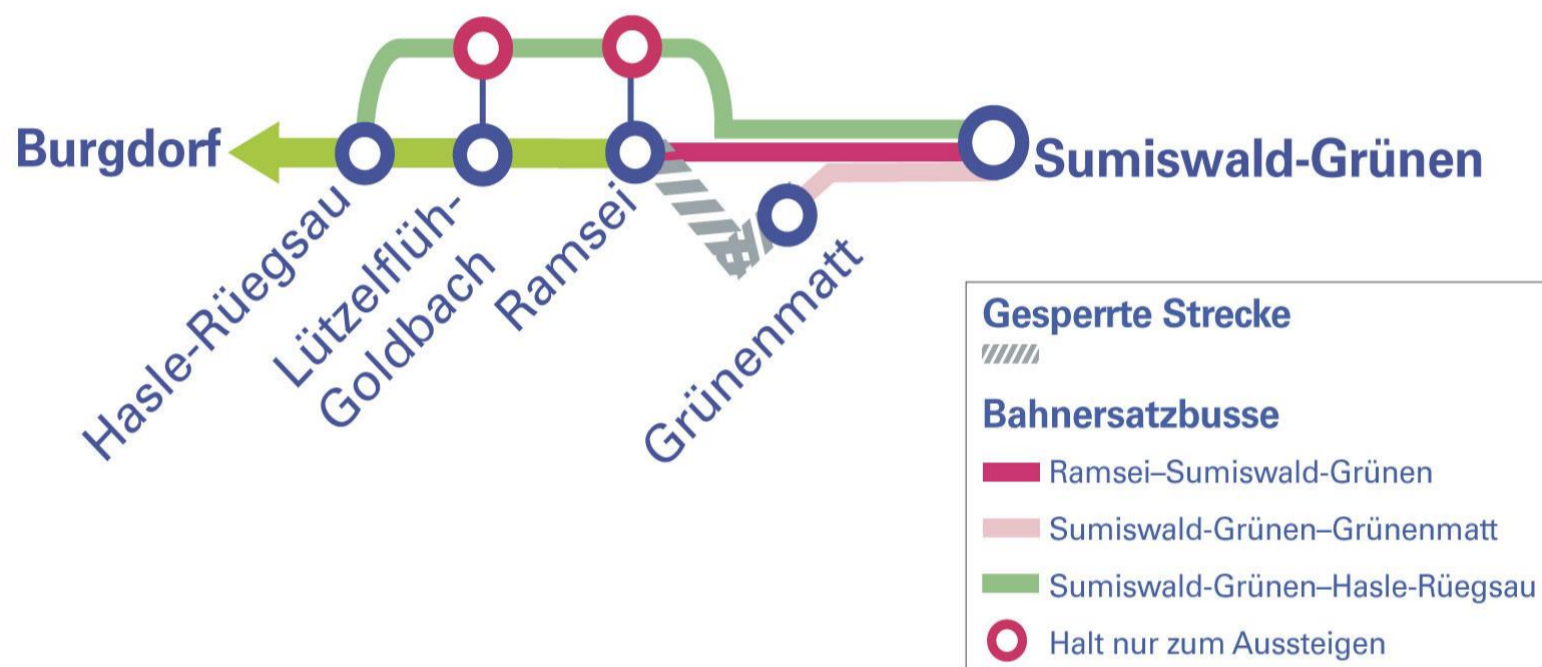 Burgdorf
Sumiswald-Grünen
Hasle-Rüegsau
Lützelflüh-
Goldbach
Ramsei
Grünenmatt
Gesperrte Strecke
Bahnersatzbusse
Ramsei–Sumiswald-Grünen
Sumiswald-Grünen–Grünenmatt
Sumiswald-Grünen–Hasle-Rüegsau
Halt nur zum Aussteigen